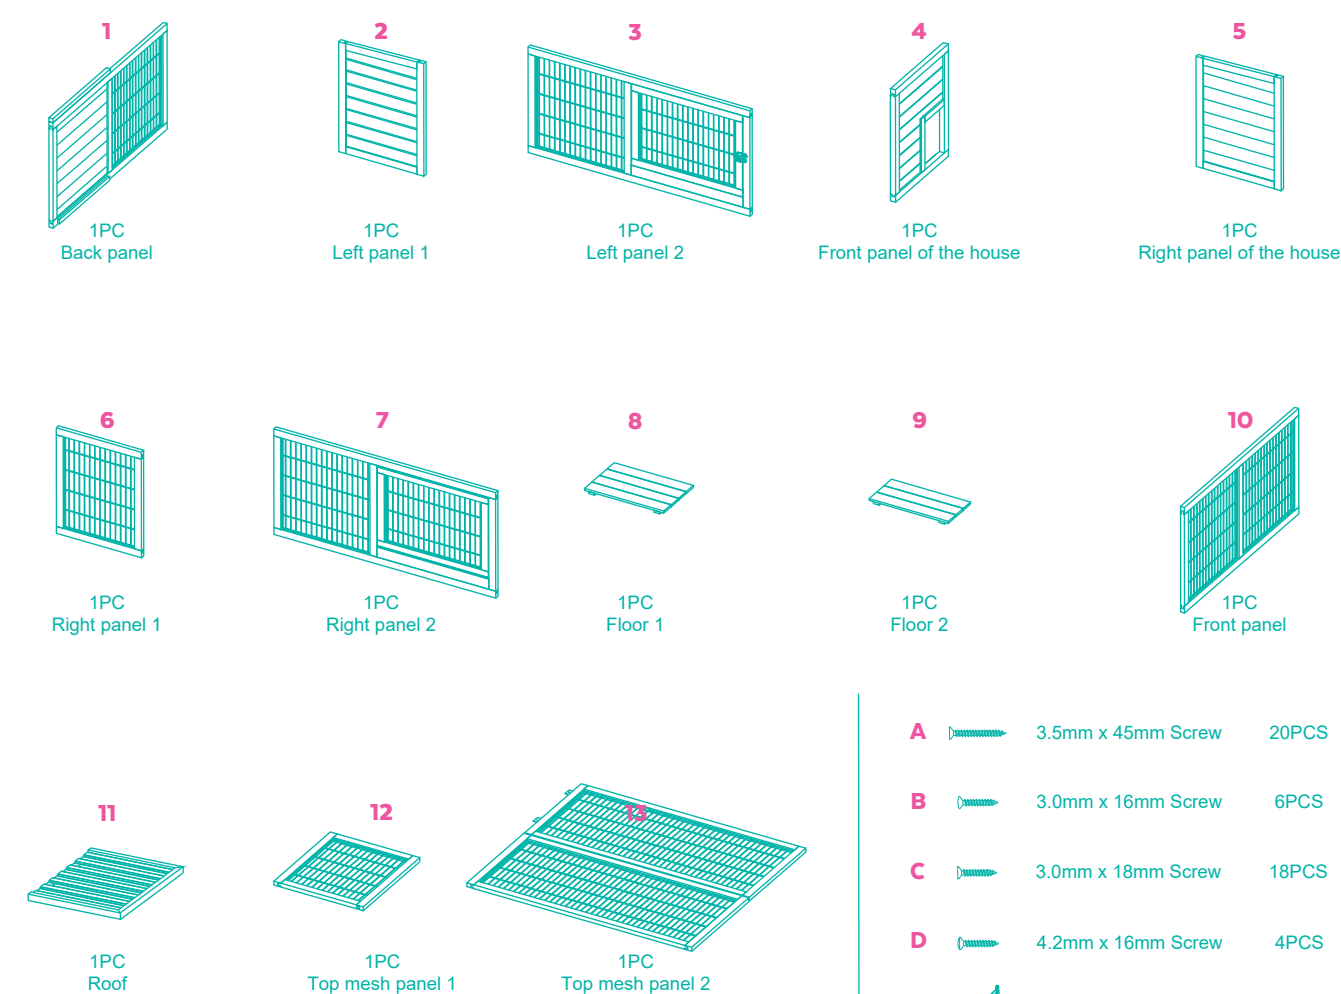 1
2
3
4
5
1PC
Back panel
1PC
Left panel 1
1PC
Left panel 2
1PC
Front panel of the house
1PC
Right panel of the house
6
7
8
9
10
1PC
Right panel 1
1PC
Right panel 2
1PC
Floor 1
1PC
Floor 2
1PC
Front panel
11
12
13
1PC
Roof
1PC
Top mesh panel 1
1PC
Top mesh panel 2
A 3.5mm x 45mm Screw 20PCS
B 3.0mm x 16mm Screw 6PCS
C 3.0mm x 18mm Screw 18PCS
D 4.2mm x 16mm Screw 4PCS